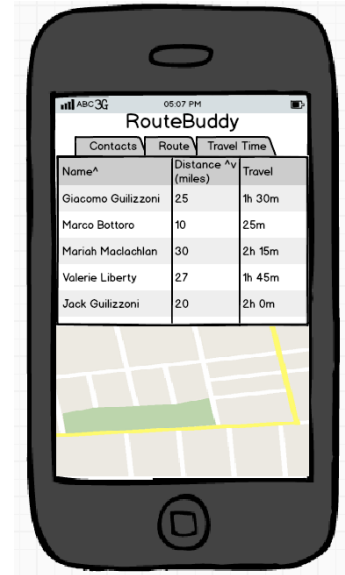 ABC 3G 05:07 PM
RouteBuddy
Contacts Route Travel Time
Name^ Distance ^v (miles) Travel
Giacomo Guilizzoni 25 1h 30m
Marco Bottoro 10 25m
Mariah Maclachlan 30 2h 15m
Valerie Liberty 27 1h 45m
Jack Guilizzoni 20 2h 0m